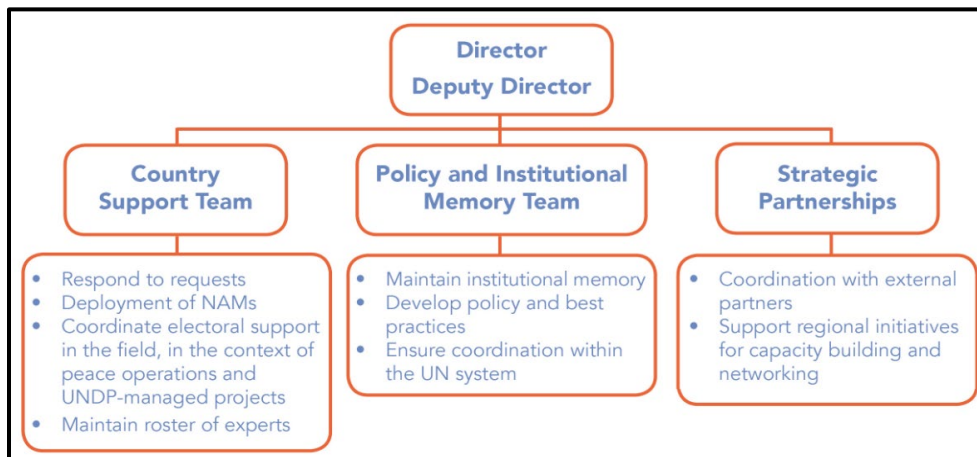 Director
Deputy Director
Country
Support Team
• Respond to requests
• Deployment of NAMs
• Coordinate electoral support
in the field, in the context of
peace operations and
UNDP-managed projects
• Maintain roster of experts
Policy and Institutional
Memory Team
• Maintain institutional memory
• Develop policy and best
practices
• Ensure coordination within
the UN system
Strategic
Partnerships
• Coordination with external
partners
• Support regional initiatives
for capacity building and
networking